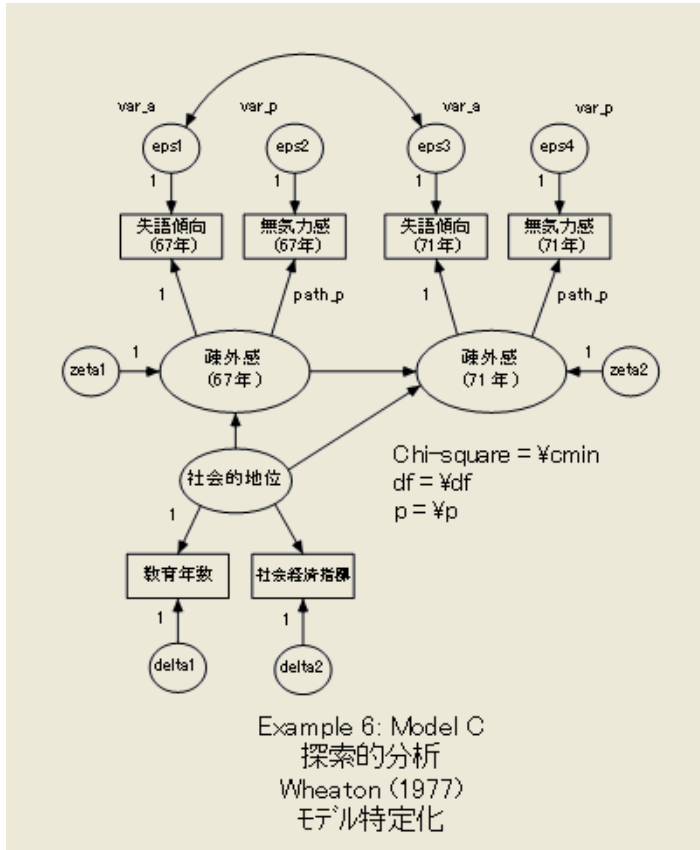 var_a var_p var_a var_p
eps1 eps2 eps3 eps4
1 1 1 1
失語傾向 無気力感 失語傾向 無気力感
(67年) (67年) (71年) (71年)
1 path_p 1 path_p
zeta1 1 疎外感 疎外感 1 zeta2
(67年) (71年)
社会的地位
Chi-square = ¥cmin
df = ¥df
p = ¥p
1
教育年数 社会経済指標
1 1
delta1 delta2
Example 6: Model C
探索的分析
Wheaton (1977)
モデル特定化